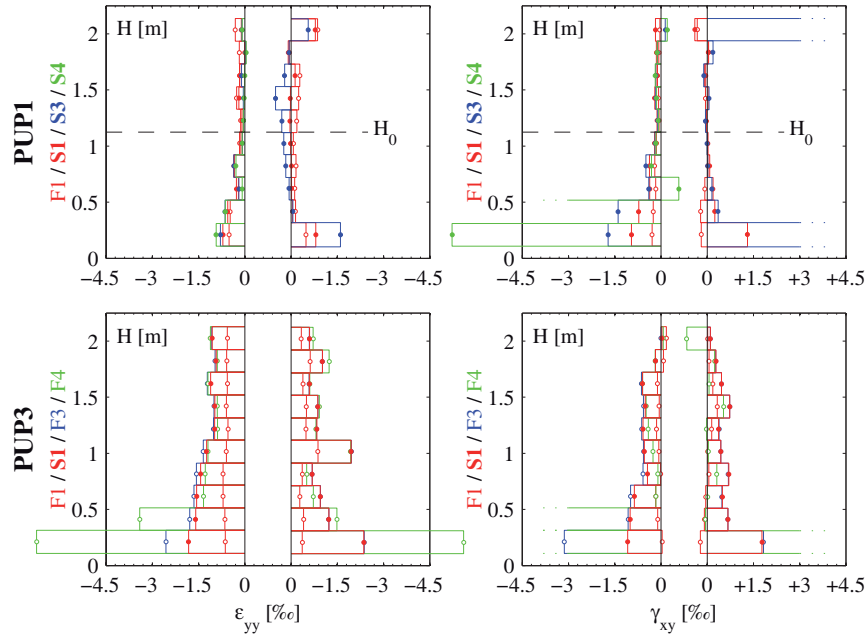 PUP1
F1 / S1 / S3 / S4
H [m]
2
1.5
1
0.5
0
H₀
−4.5 −3 −1.5 0 −0 −1.5 −3 −4.5
H [m]
2
1.5
1
0.5
0
H₀
−4.5 −3 −1.5 0 0 +1.5 +3 +4.5
PUP3
F1 / S1 / F3 / F4
H [m]
2
1.5
1
0.5
0
−4.5 −3 −1.5 0 −0 −1.5 −3 −4.5
εyy [‰]
H [m]
2
1.5
1
0.5
0
−4.5 −3 −1.5 0 0 +1.5 +3 +4.5
γxy [‰]